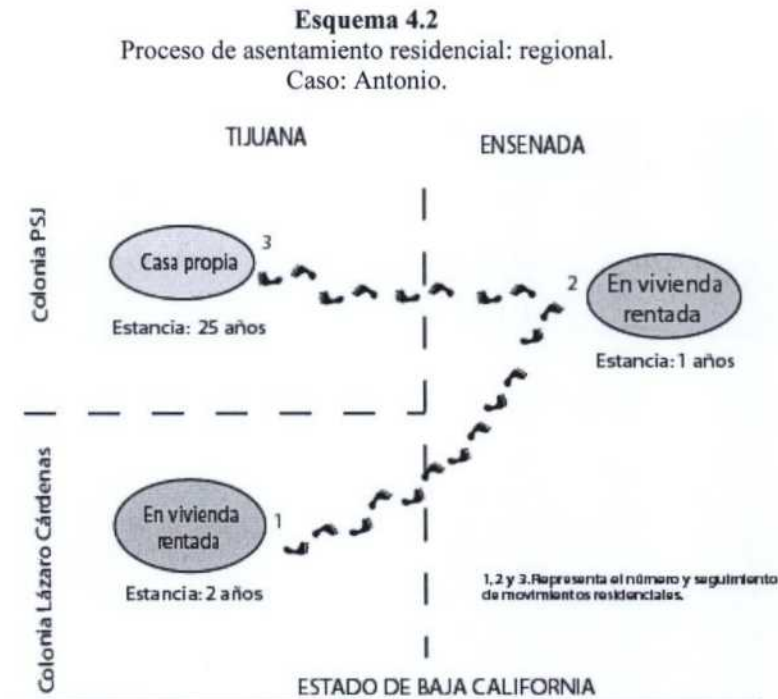 Esquema 4.2
Proceso de asentamiento residencial: regional.
Caso: Antonio.
TIJUANA
ENSENADA
Colonia PSJ
Casa propia
3
Estancia: 25 años
2
En vivienda
rentada
Estancia: 1 años
Colonia Lázaro Cárdenas
En vivienda
rentada
1
Estancia: 2 años
1, 2 y 3. Representa el número y seguimiento
de movimientos residenciales.
ESTADO DE BAJA CALIFORNIA